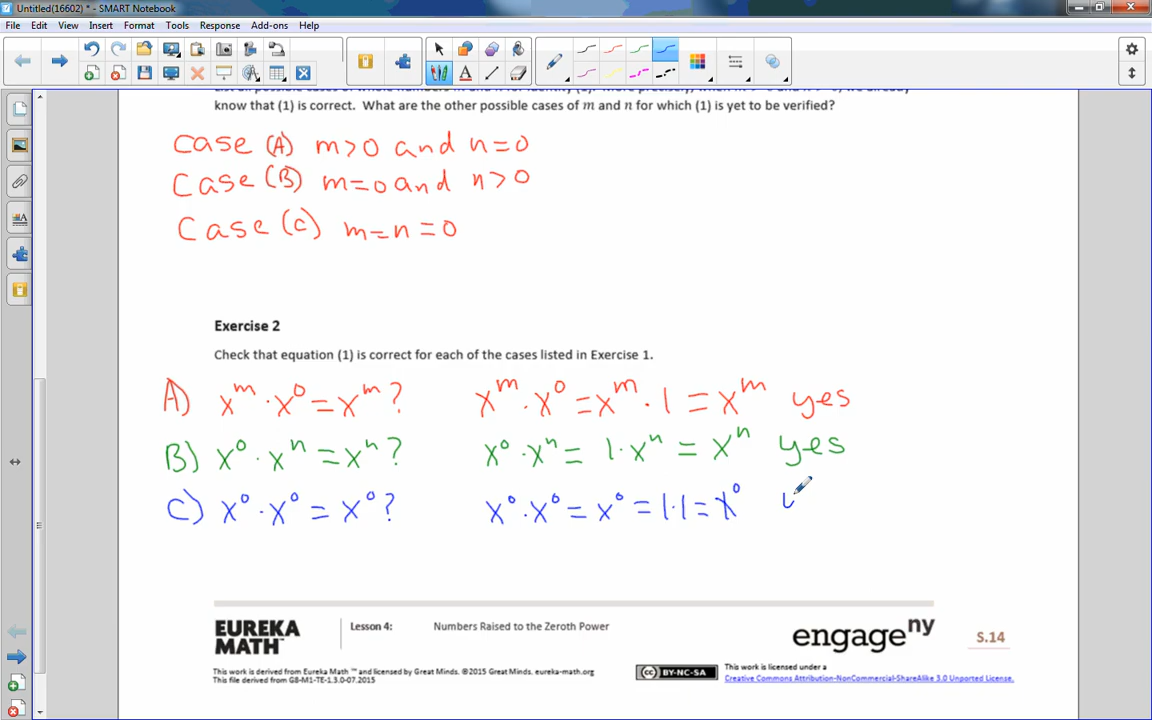 Untitled(16602) * - SMART Notebook
File Edit View Insert Format Tools Response Add-ons Help
know that (1) is correct. What are the other possible cases of m and n for which (1) is yet to be verified?
Case (A) m>0 and n=0
Case (B) m=0 and n>0
Case (C) m=n=0
Exercise 2
Check that equation (1) is correct for each of the cases listed in Exercise 1.
A) x^m · x^0 = x^m ? x^m · x^0 = x^m · 1 = x^m yes
B) x^0 · x^n = x^n ? x^0 · x^n = 1 · x^n = x^n yes
C) x^0 · x^0 = x^0 ? x^0 · x^0 = x^0 = 1·1 = x^0
EUREKA MATH™ Lesson 4: Numbers Raised to the Zeroth Power engage^ny S.14
This work is derived from Eureka Math ™ and licensed by Great Minds. ©2015 Great Minds. eureka-math.org
This file derived from G8-M1-TE-1.3.0-07.2015
(cc) BY-NC-SA
This work is licensed under a
Creative Commons Attribution-NonCommercial-ShareAlike 3.0 Unported License.